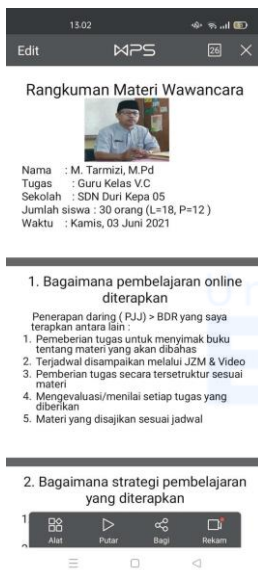 13.02
Edit
WPS
26
Rangkuman Materi Wawancara
Nama : M. Tarmizi, M.Pd
Tugas : Guru Kelas V.C
Sekolah : SDN Duri Kepa 05
Jumlah siswa : 30 orang (L=18, P=12 )
Waktu : Kamis, 03 Juni 2021
1. Bagaimana pembelajaran online
diterapkan
Penerapan daring ( PJJ) > BDR yang saya
terapkan antara lain :
1. Pemeberian tugas untuk menyimak buku
tentang materi yang akan dibahas
2. Terjadwal disampaikan melalui JZM & Video
3. Pemberian tugas secara tersetruktur sesuai
materi
4. Mengevaluasi/menilai setiap tugas yang
diberikan
5. Materi yang disajikan sesuai jadwal
2. Bagaimana strategi pembelajaran
yang diterapkan
1
Alat
Putar
Bagi
Rekam